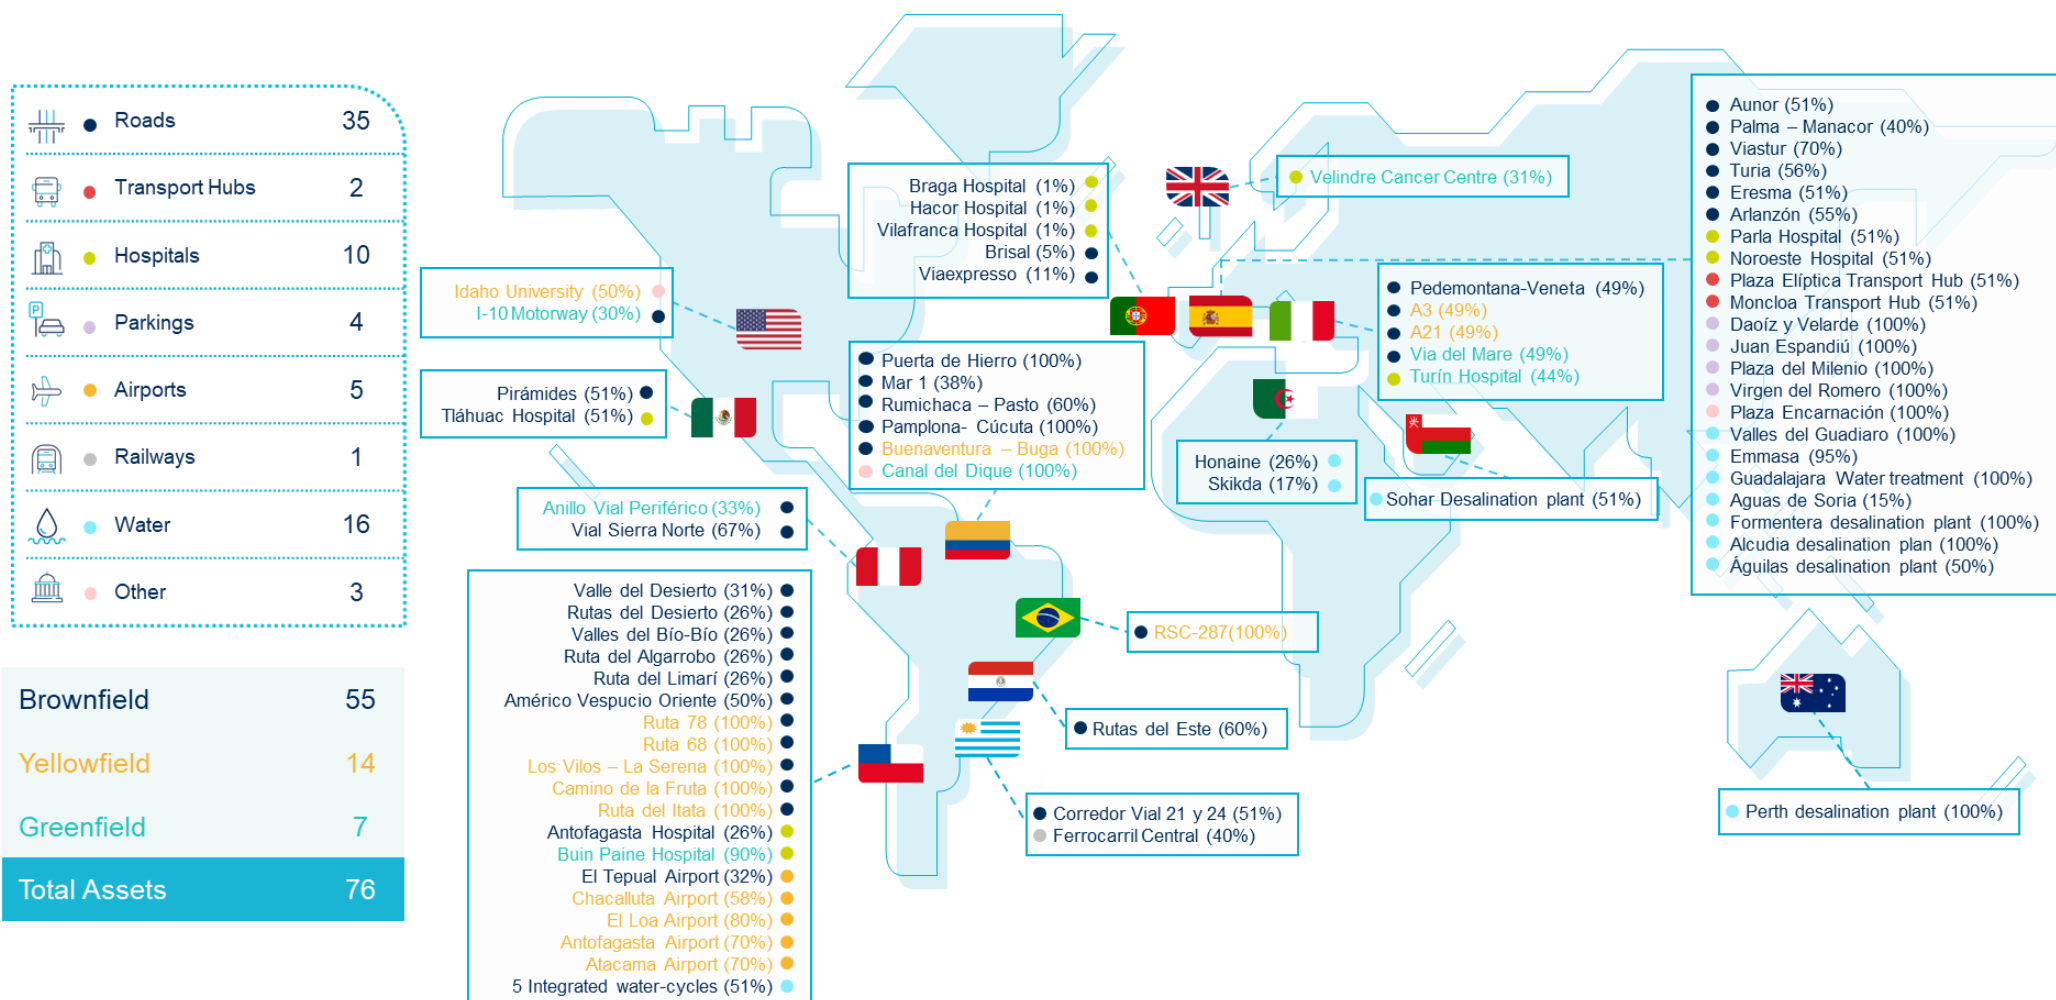 Roads 35
Transport Hubs 2
Hospitals 10
P
Parkings 4
Airports 5
Railways 1
Water 16
Other 3
Brownfield 55
Yellowfield 14
Greenfield 7
Total Assets 76
Idaho University (50%)
I-10 Motorway (30%)
Pirámides (51%)
Tláhuac Hospital (51%)
Anillo Vial Periférico (33%)
Vial Sierra Norte (67%)
Valle del Desierto (31%)
Rutas del Desierto (26%)
Valles del Bío-Bío (26%)
Ruta del Algarrobo (26%)
Ruta del Limarí (26%)
Américo Vespucio Oriente (50%)
Ruta 78 (100%)
Ruta 68 (100%)
Los Vilos – La Serena (100%)
Camino de la Fruta (100%)
Ruta del Itata (100%)
Antofagasta Hospital (26%)
Buin Paine Hospital (90%)
El Tepual Airport (32%)
Chacalluta Airport (58%)
El Loa Airport (80%)
Antofagasta Airport (70%)
Atacama Airport (70%)
5 Integrated water-cycles (51%)
Braga Hospital (1%)
Hacor Hospital (1%)
Vilafranca Hospital (1%)
Brisal (5%)
Viaexpresso (11%)
Puerta de Hierro (100%)
Mar 1 (38%)
Rumichaca – Pasto (60%)
Pamplona- Cúcuta (100%)
Buenaventura – Buga (100%)
Canal del Dique (100%)
RSC-287(100%)
Rutas del Este (60%)
Corredor Vial 21 y 24 (51%)
Ferrocarril Central (40%)
Velindre Cancer Centre (31%)
Pedemontana-Veneta (49%)
A3 (49%)
A21 (49%)
Via del Mare (49%)
Turín Hospital (44%)
Honaine (26%)
Skikda (17%)
Sohar Desalination plant (51%)
Aunor (51%)
Palma – Manacor (40%)
Viastur (70%)
Turia (56%)
Eresma (51%)
Arlanzón (55%)
Parla Hospital (51%)
Noroeste Hospital (51%)
Plaza Elíptica Transport Hub (51%)
Moncloa Transport Hub (51%)
Daoíz y Velarde (100%)
Juan Espandiú (100%)
Plaza del Milenio (100%)
Virgen del Romero (100%)
Plaza Encarnación (100%)
Valles del Guadiaro (100%)
Emmasa (95%)
Guadalajara Water treatment (100%)
Aguas de Soria (15%)
Formentera desalination plant (100%)
Alcudia desalination plan (100%)
Águilas desalination plant (50%)
Perth desalination plant (100%)